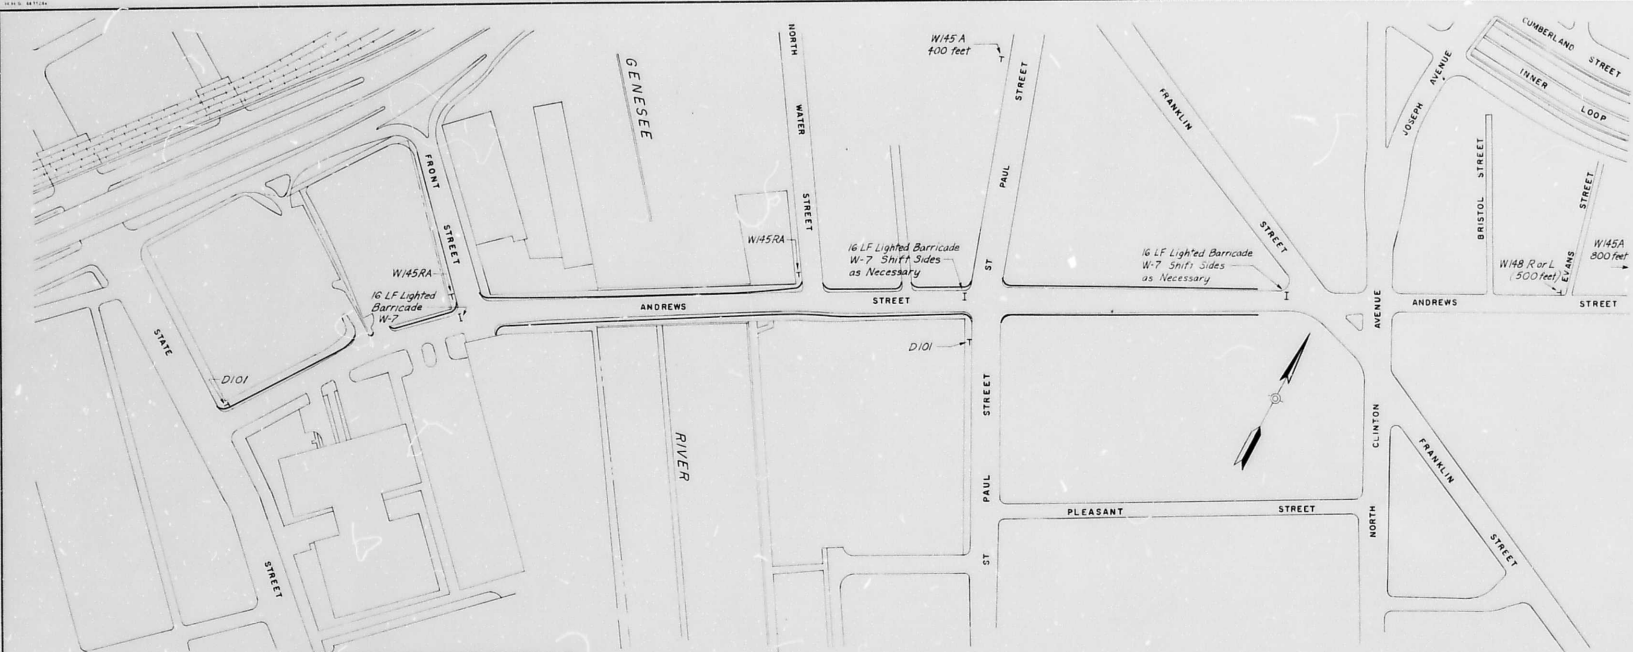 GENESEE
RIVER
NORTH
WATER
STREET
W145 A
400 feet
STREET
PAUL
ST
FRANKLIN
STREET
JOSEPH AVENUE
CUMBERLAND
STREET
INNER
LOOP
BRISTOL STREET
EVANS
STREET
W145A
800 feet
W148 R or L
(500 feet)
FRONT
STREET
W145RA
16 LF Lighted
Barricade
W-7
W145RA
16 LF Lighted Barricade
W-7 Shift Sides
as Necessary
16 LF Lighted Barricade
W-7 Shift Sides
as Necessary
ANDREWS
STREET
AVENUE
CLINTON
NORTH
ANDREWS
STREET
STATE
STREET
D101
D101
STREET
PAUL
ST
PLEASANT
STREET
FRANKLIN
STREET